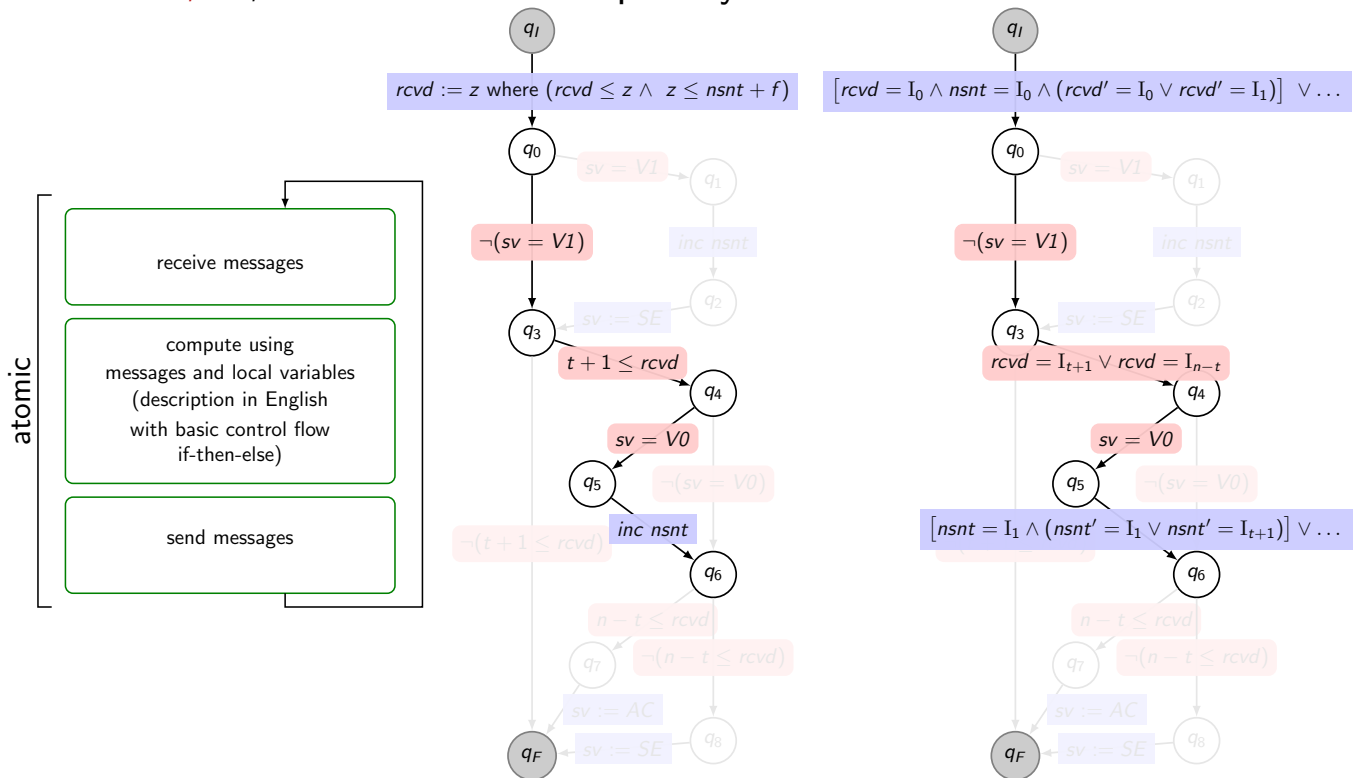 atomic
receive messages
compute using
messages and local variables
(description in English
with basic control flow
if-then-else)
send messages
q_I
rcvd := z where (rcvd ≤ z ∧ z ≤ nsnt + f)
q_0
sv = V1
q_1
¬(sv = V1)
inc nsnt
q_2
sv := SE
q_3
t + 1 ≤ rcvd
q_4
sv = V0
q_5
¬(sv = V0)
inc nsnt
¬(t + 1 ≤ rcvd)
q_6
n − t ≤ rcvd
¬(n − t ≤ rcvd)
q_7
sv := AC
q_8
sv := SE
q_F
q_I
[rcvd = I_0 ∧ nsnt = I_0 ∧ (rcvd′ = I_0 ∨ rcvd′ = I_1)] ∨ …
q_0
sv = V1
q_1
¬(sv = V1)
inc nsnt
q_2
sv := SE
q_3
rcvd = I_{t+1} ∨ rcvd = I_{n−t}
q_4
sv = V0
q_5
¬(sv = V0)
[nsnt = I_1 ∧ (nsnt′ = I_1 ∨ nsnt′ = I_{t+1})] ∨ …
q_6
n − t ≤ rcvd
¬(n − t ≤ rcvd)
q_7
sv := AC
q_8
sv := SE
q_F